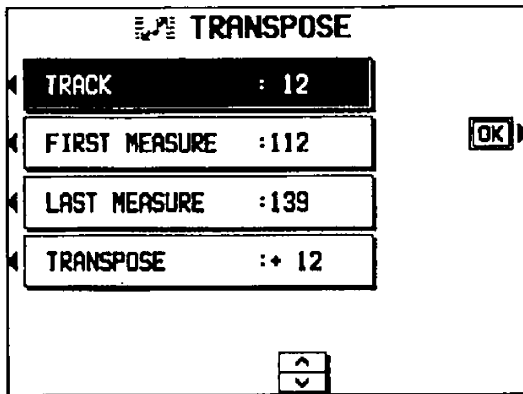 TRANSPOSE
TRACK : 12
FIRST MEASURE :112
OK
LAST MEASURE :139
TRANSPOSE :+ 12